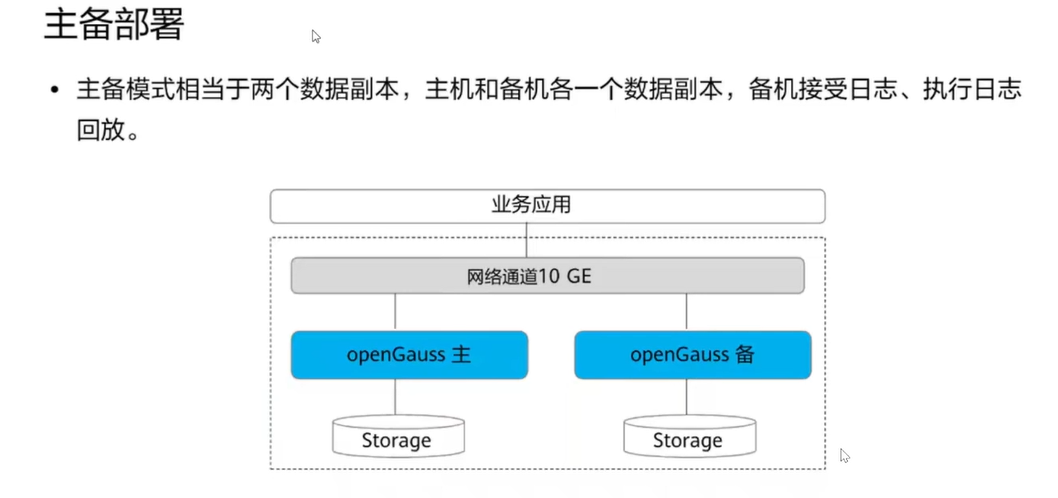 主备部署
• 主备模式相当于两个数据副本，主机和备机各一个数据副本，备机接受日志、执行日志
回放。
业务应用
网络通道10 GE
openGauss 主
openGauss 备
Storage
Storage